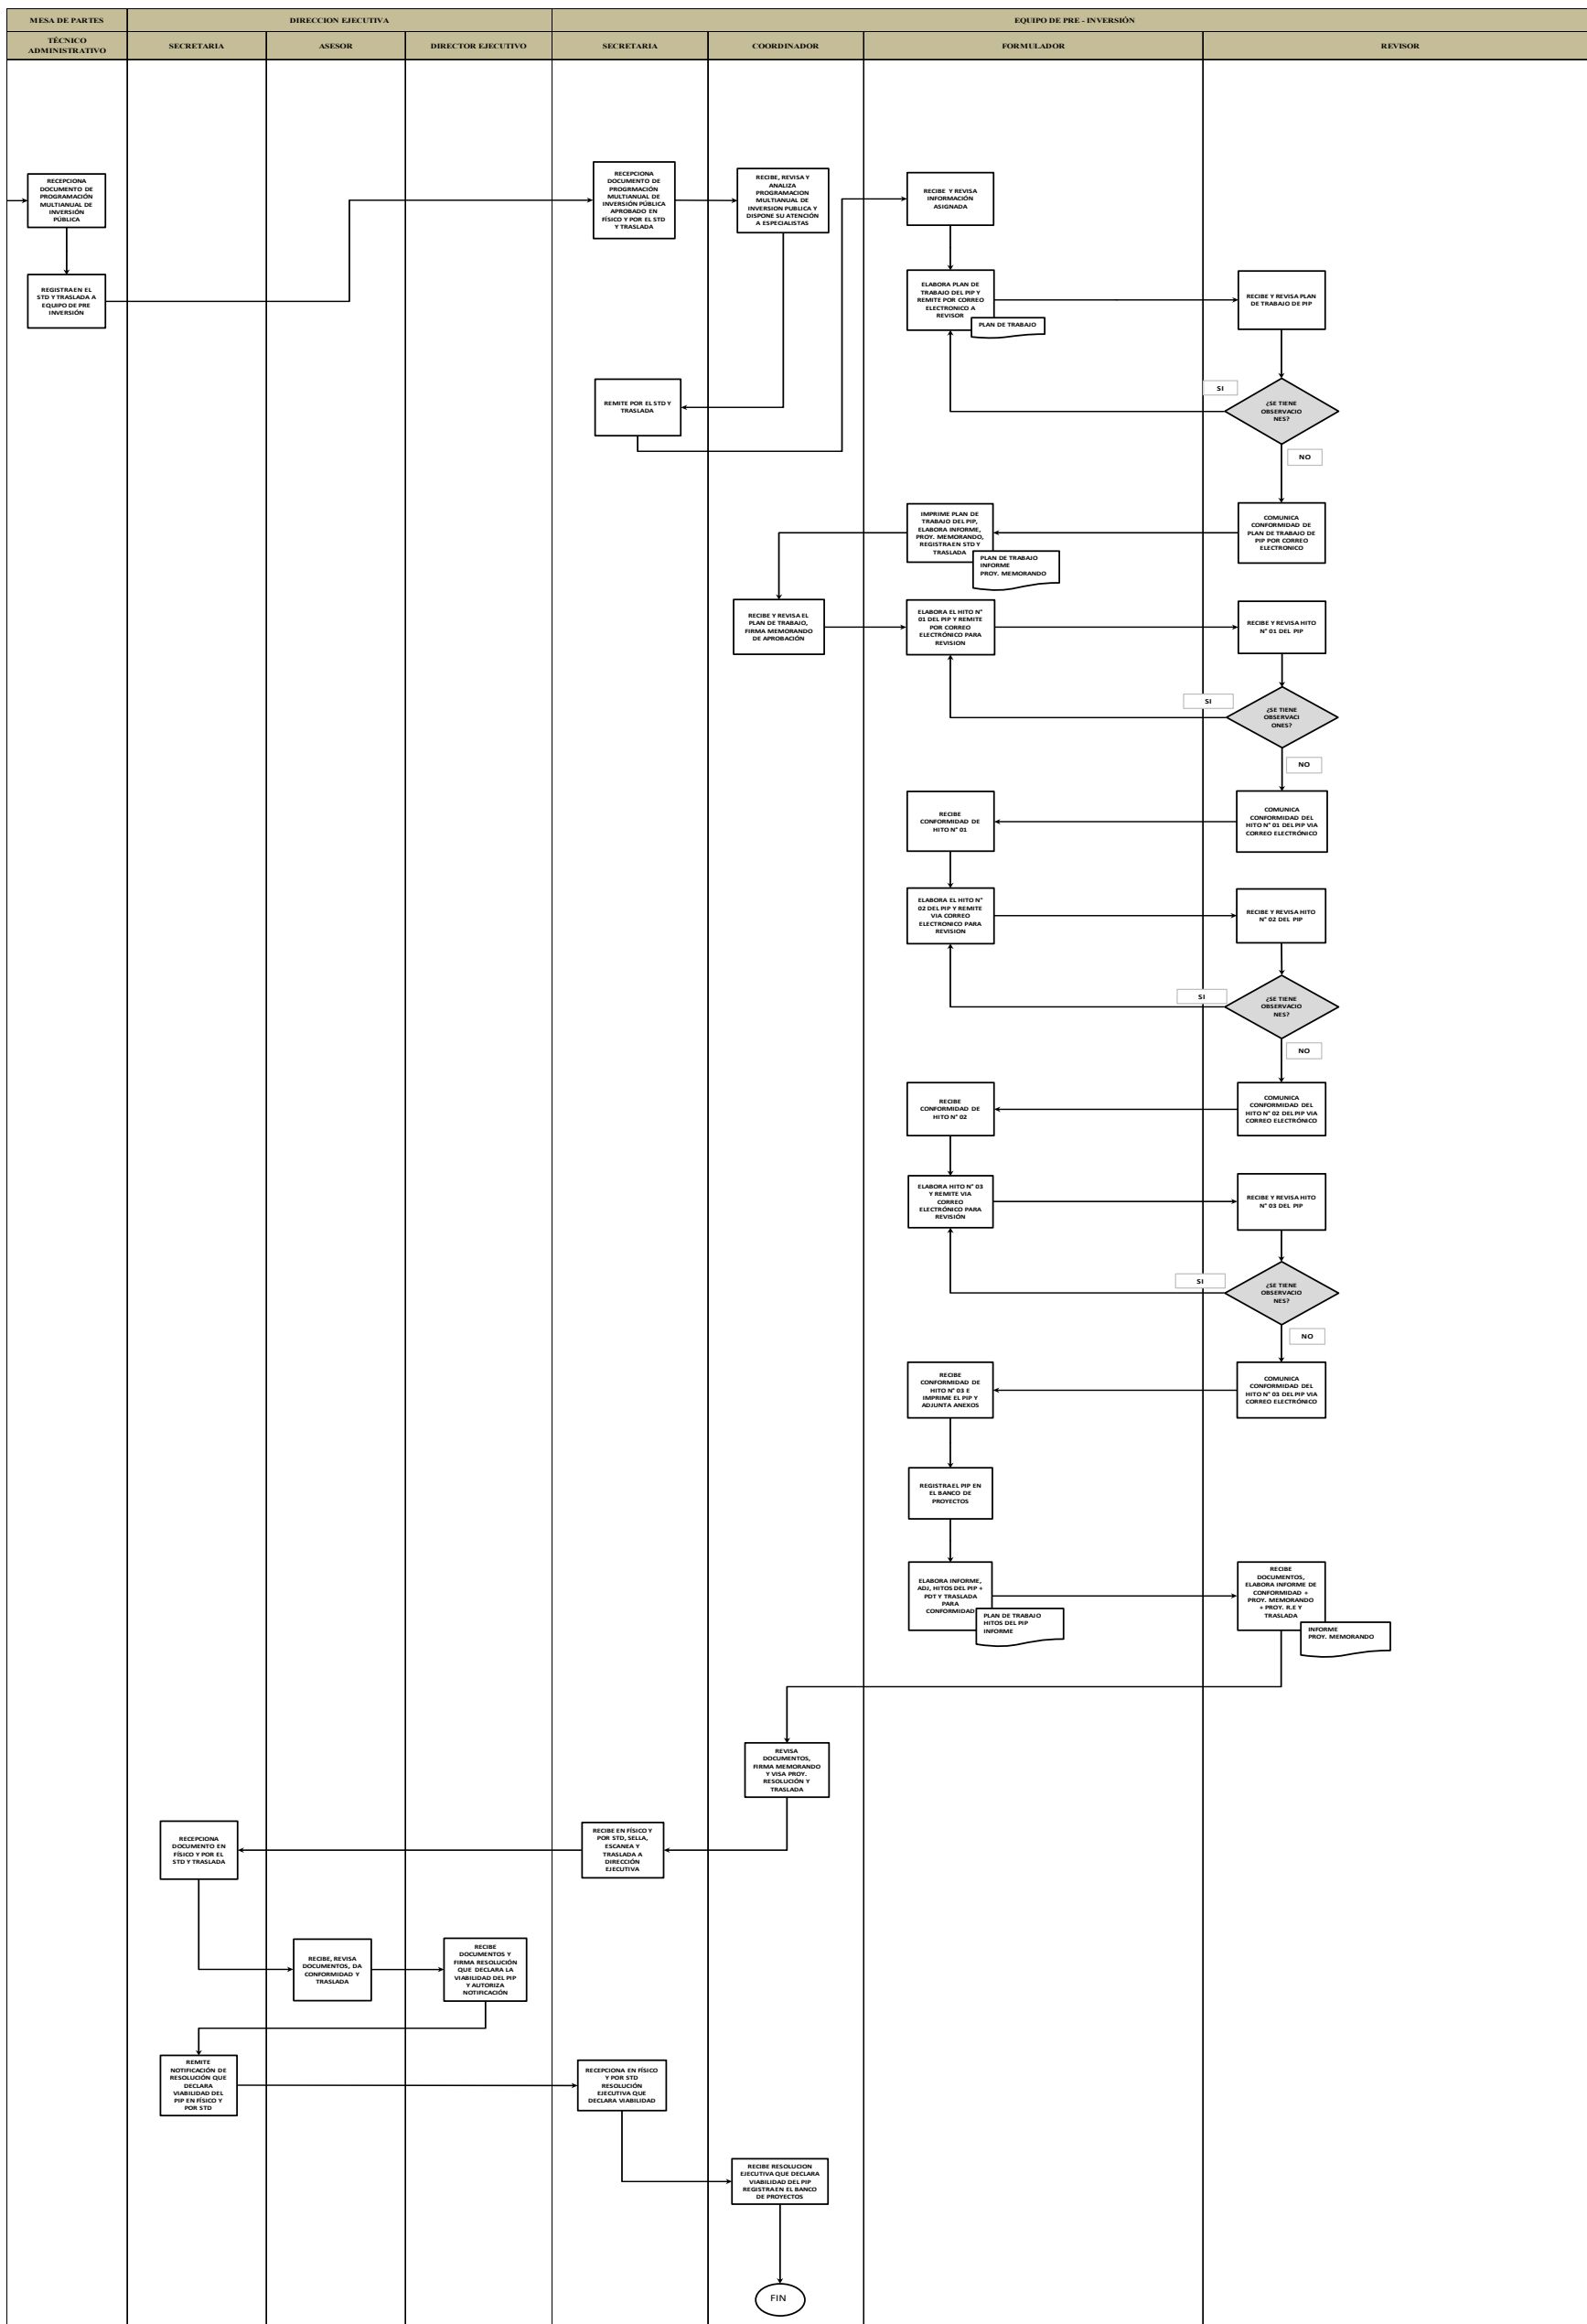 MESA DE PARTES
DIRECCION EJECUTIVA
EQUIPO DE PRE - INVERSIÓN
TÉCNICO
ADMINISTRATIVO
SECRETARIA
ASESOR
DIRECTOR EJECUTIVO
SECRETARIA
COORDINADOR
FORMULADOR
REVISOR
RECEPCIONA
DOCUMENTO DE
PROGRAMACIÓN
MULTIANUAL DE
INVERSIÓN
PÚBLICA
RECEPCIONA
DOCUMENTO DE
PROGRMACIÓN
MULTIANUAL DE
INVERSIÓN PÚBLICA
APROBADO EN
FÍSICO Y POR EL STD
Y TRASLADA
RECIBE, REVISA Y
ANALIZA
PROGRAMACION
MULTIANUAL DE
INVERSION PUBLICA Y
DISPONE SU ATENCIÓN
A ESPECIALISTAS
RECIBE Y REVISA
INFORMACIÓN
ASIGNADA
REGISTRA EN EL
STD Y TRASLADA A
EQUIPO DE PRE
INVERSIÓN
ELABORA PLAN DE
TRABAJO DEL PIP Y
REMITE POR CORREO
ELECTRONICO A
REVISOR
PLAN DE TRABAJO
RECIBE Y REVISA PLAN
DE TRABAJO DE PIP
REMITE POR EL STD Y
TRASLADA
SI
¿SE TIENE
OBSERVACIO
NES?
NO
IMPRIME PLAN DE
TRABAJO DEL PIP,
ELABORA INFORME,
PROY. MEMORANDO,
REGISTRA EN STD Y
TRASLADA
PLAN DE TRABAJO
INFORME
PROY. MEMORANDO
COMUNICA
CONFORMIDAD DE
PLAN DE TRABAJO DE
PIP POR CORREO
ELECTRONICO
RECIBE Y REVISA EL
PLAN DE TRABAJO,
FIRMA MEMORANDO
DE APROBACIÓN
ELABORA EL HITO N°
01 DEL PIP Y REMITE
POR CORREO
ELECTRÓNICO PARA
REVISION
RECIBE Y REVISA HITO
N° 01 DEL PIP
SI
¿SE TIENE
OBSERVACI
ONES?
NO
RECIBE
CONFORMIDAD DE
HITO N° 01
COMUNICA
CONFORMIDAD DEL
HITO N° 01 DEL PIP VIA
CORREO ELECTRÓNICO
ELABORA EL HITO N°
02 DEL PIP Y REMITE
VIA CORREO
ELECTRONICO PARA
REVISION
RECIBE Y REVISA HITO
N° 02 DEL PIP
SI
¿SE TIENE
OBSERVACIO
NES?
NO
RECIBE
CONFORMIDAD DE
HITO N° 02
COMUNICA
CONFORMIDAD DEL
HITO N° 02 DEL PIP VIA
CORREO ELECTRÓNICO
ELABORA HITO N° 03
Y REMITE VIA
CORREO
ELECTRÓNICO PARA
REVISIÓN
RECIBE Y REVISA HITO
N° 03 DEL PIP
SI
¿SE TIENE
OBSERVACIO
NES?
NO
RECIBE
CONFORMIDAD DE
HITO N° 03 E
IMPRIME EL PIP Y
ADJUNTA ANEXOS
COMUNICA
CONFORMIDAD DEL
HITO N° 03 DEL PIP VIA
CORREO ELECTRÓNICO
REGISTRA EL PIP EN
EL BANCO DE
PROYECTOS
ELABORA INFORME,
ADJ, HITOS DEL PIP +
PDT Y TRASLADA
PARA
CONFORMIDAD
PLAN DE TRABAJO
HITOS DEL PIP
INFORME
RECIBE
DOCUMENTOS,
ELABORA INFORME DE
CONFORMIDAD +
PROY. MEMORANDO
+ PROY. R.E Y
TRASLADA
INFORME
PROY. MEMORANDO
REVISA
DOCUMENTOS,
FIRMA MEMORANDO
Y VISA PROY.
RESOLUCIÓN Y
TRASLADA
RECEPCIONA
DOCUMENTO EN
FÍSICO Y POR EL
STD Y TRASLADA
RECIBE EN FÍSICO Y
POR STD, SELLA,
ESCANEA Y
TRASLADA A
DIRECCIÓN
EJECUTIVA
RECIBE, REVISA
DOCUMENTOS, DA
CONFORMIDAD Y
TRASLADA
RECIBE
DOCUMENTOS Y
FIRMA RESOLUCIÓN
QUE DECLARA LA
VIABILIDAD DEL PIP
Y AUTORIZA
NOTIFICACIÓN
REMITE
NOTIFICACIÓN DE
RESOLUCIÓN QUE
DECLARA
VIABILIDAD DEL
PIP EN FÍSICO Y
POR STD
RECEPCIONA EN FÍSICO
Y POR STD
RESOLUCIÓN
EJECUTIVA QUE
DECLARA VIABILIDAD
RECIBE RESOLUCION
EJECUTIVA QUE DECLARA
VIABILIDAD DEL PIP
REGISTRA EN EL BANCO
DE PROYECTOS
FIN